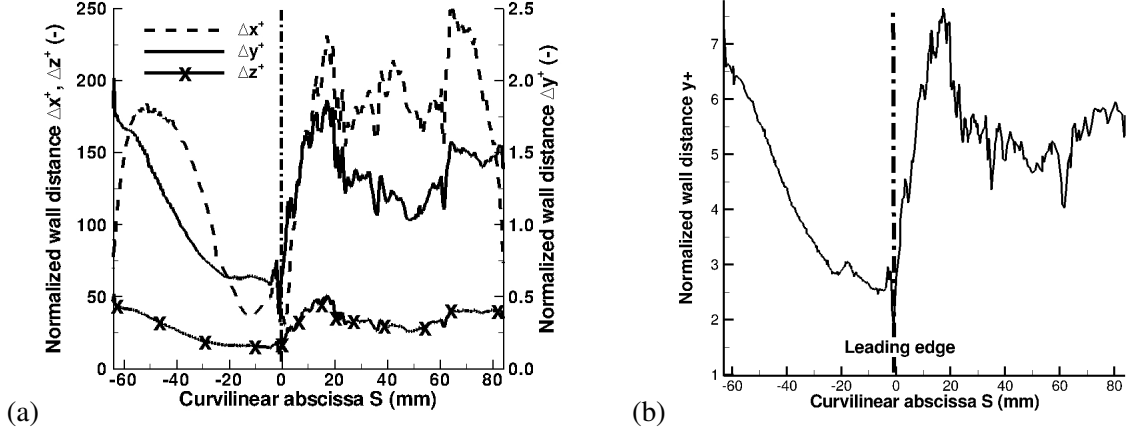 Normalized wall distance Δx⁺, Δz⁺ (-)
250
200
150
100
50
0
Δx⁺
Δy⁺
Δz⁺
2.5
2.0
1.5
1.0
0.5
0.0
Normalized wall distance Δy⁺ (-)
-60 -40 -20 0 20 40 60 80
Curvilinear abscissa S (mm)
(a)
Normalized wall distance y+
7
6
5
4
3
2
1
Leading edge
-60 -40 -20 0 20 40 60 80
Curvilinear abscissa S (mm)
(b)